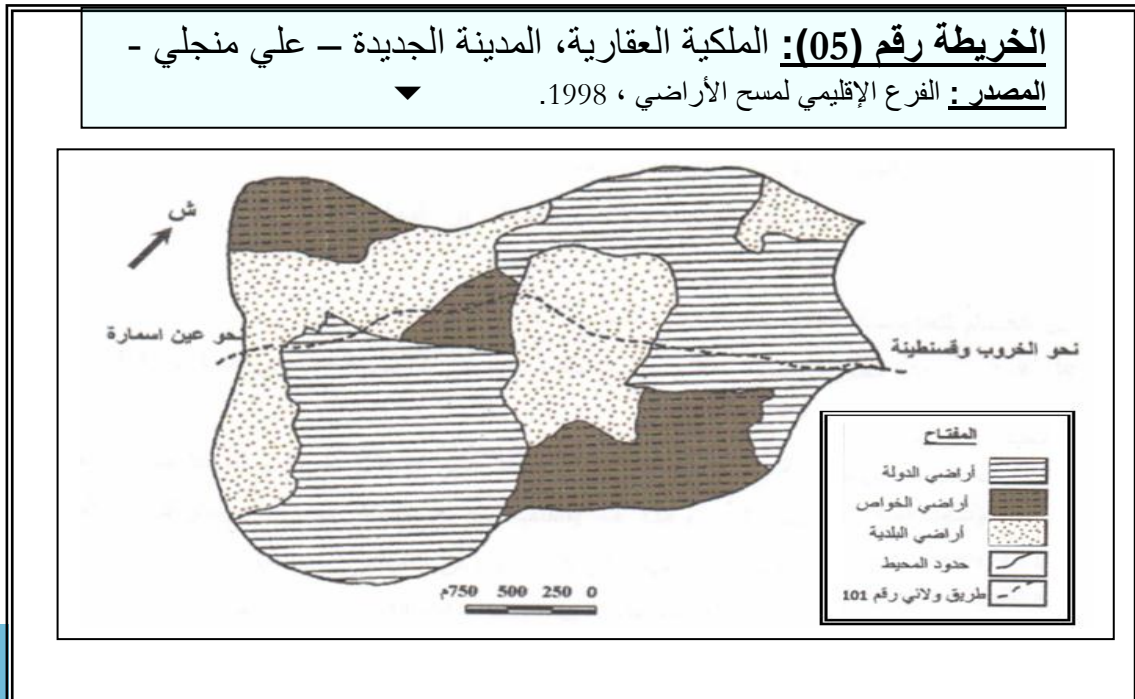 الخريطة رقم (05): الملكية العقارية، المدينة الجديدة – علي منجلي -
المصدر : الفرع الإقليمي لمسح الأراضي ، 1998.
ش
نحو عين اسمارة
نحو الخروب وقسنطينة
المفتاح
أراضي الدولة
أراضي الخواص
أراضي البلدية
حدود المحيط
طريق ولائي رقم 101
0 250 500 750م